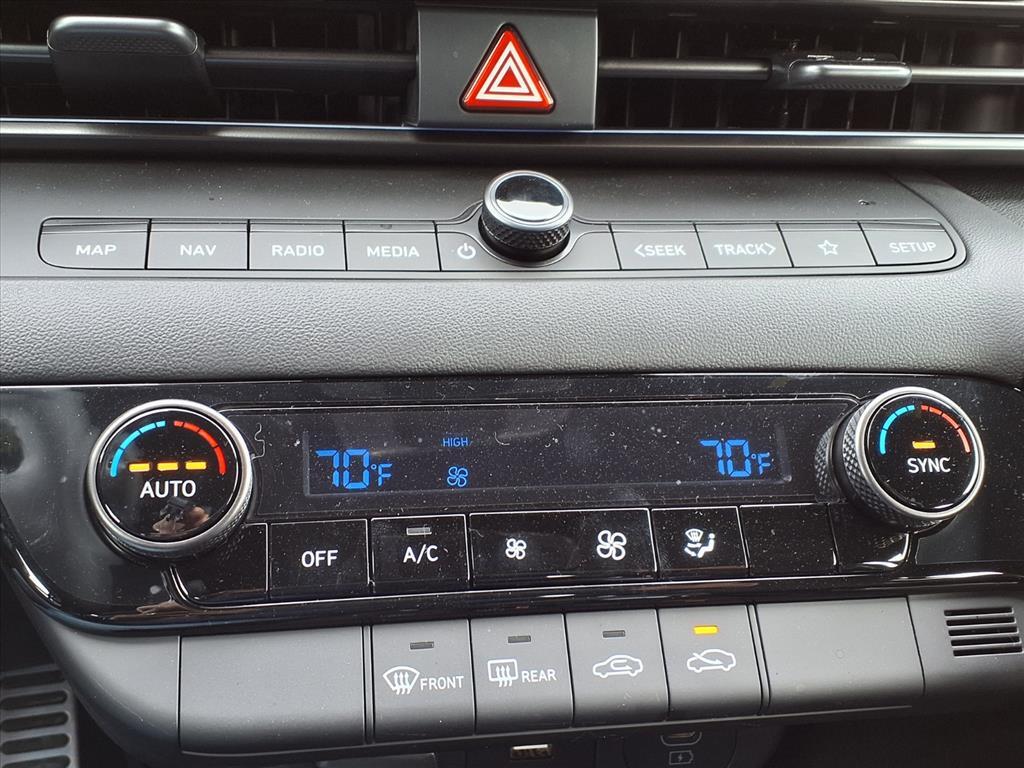 MAP NAV RADIO MEDIA <SEEK TRACK> SETUP
HIGH
70°F 70°F
AUTO SYNC
OFF A/C
FRONT REAR